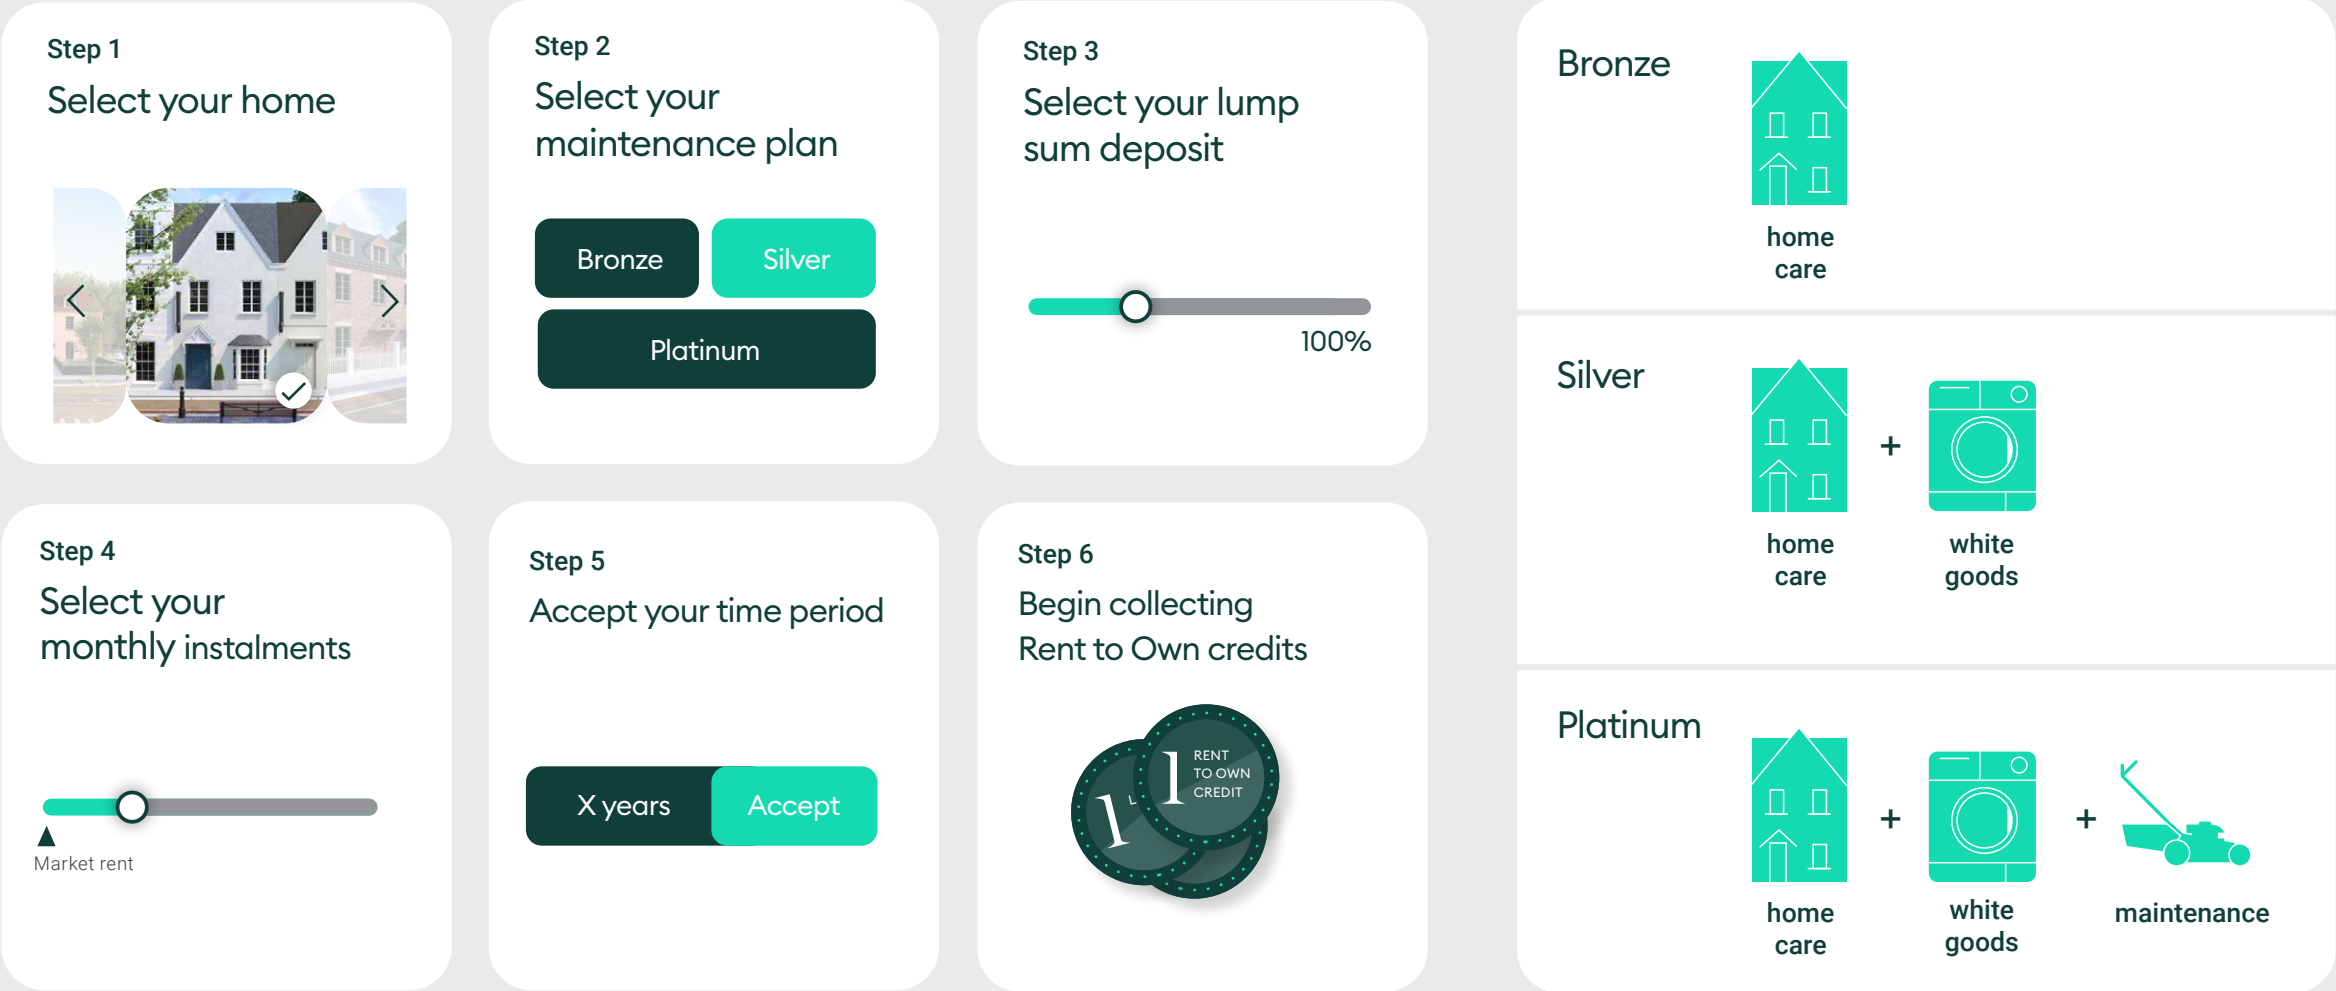 Step 1
Select your home
Step 2
Select your
maintenance plan
Bronze
Silver
Platinum
Step 3
Select your lump
sum deposit
100%
Step 4
Select your
monthly instalments
Market rent
Step 5
Accept your time period
X years
Accept
Step 6
Begin collecting
Rent to Own credits
1
1
RENT
TO OWN
CREDIT
Bronze
home
care
Silver
home
care
+
white
goods
Platinum
home
care
+
white
goods
+
maintenance